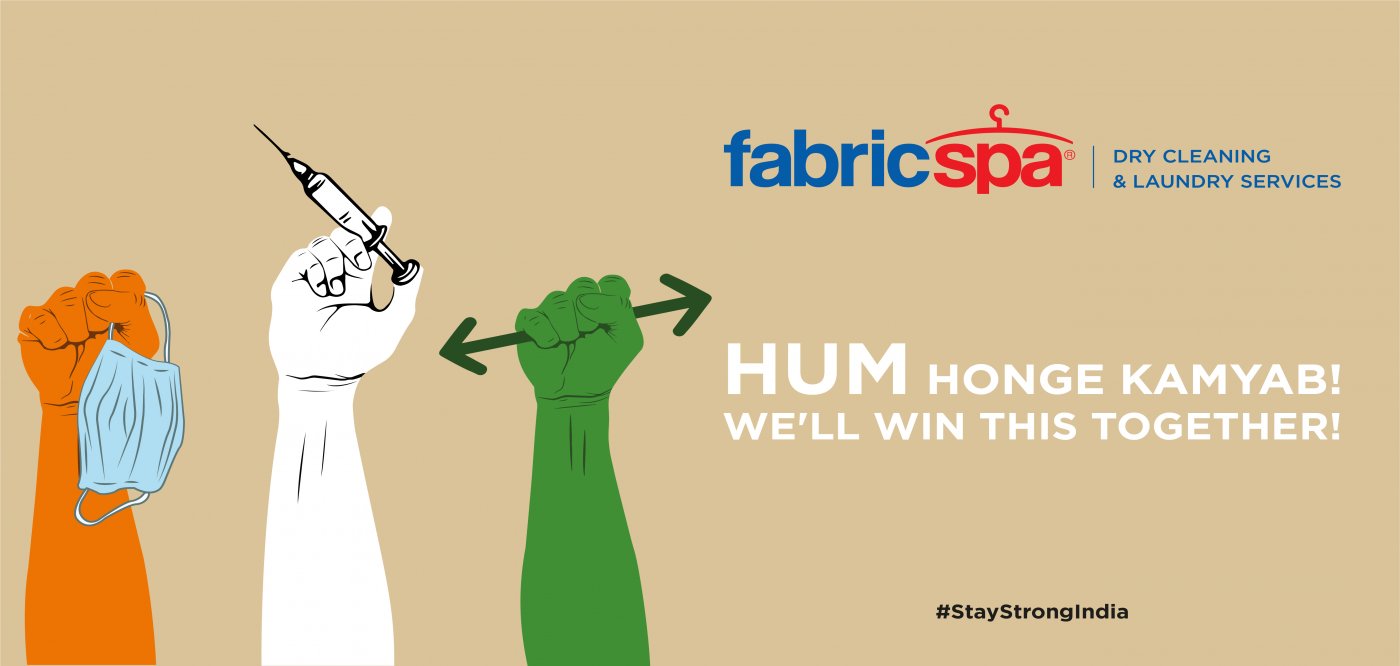 fabricspa®
DRY CLEANING
& LAUNDRY SERVICES
HUM HONGE KAMYAB!
WE'LL WIN THIS TOGETHER!
#StayStrongIndia